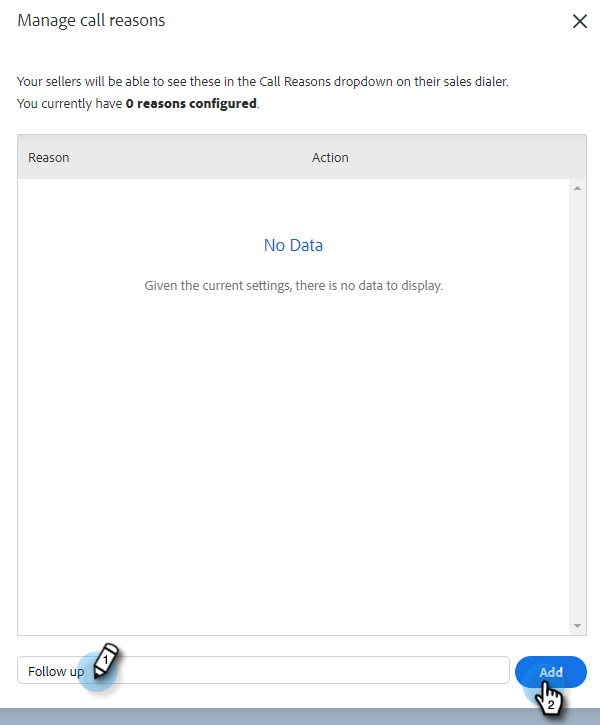 Manage call reasons
Your sellers will be able to see these in the Call Reasons dropdown on their sales dialer.
You currently have 0 reasons configured.
Reason Action
No Data
Given the current settings, there is no data to display.
Follow up 1 Add
2